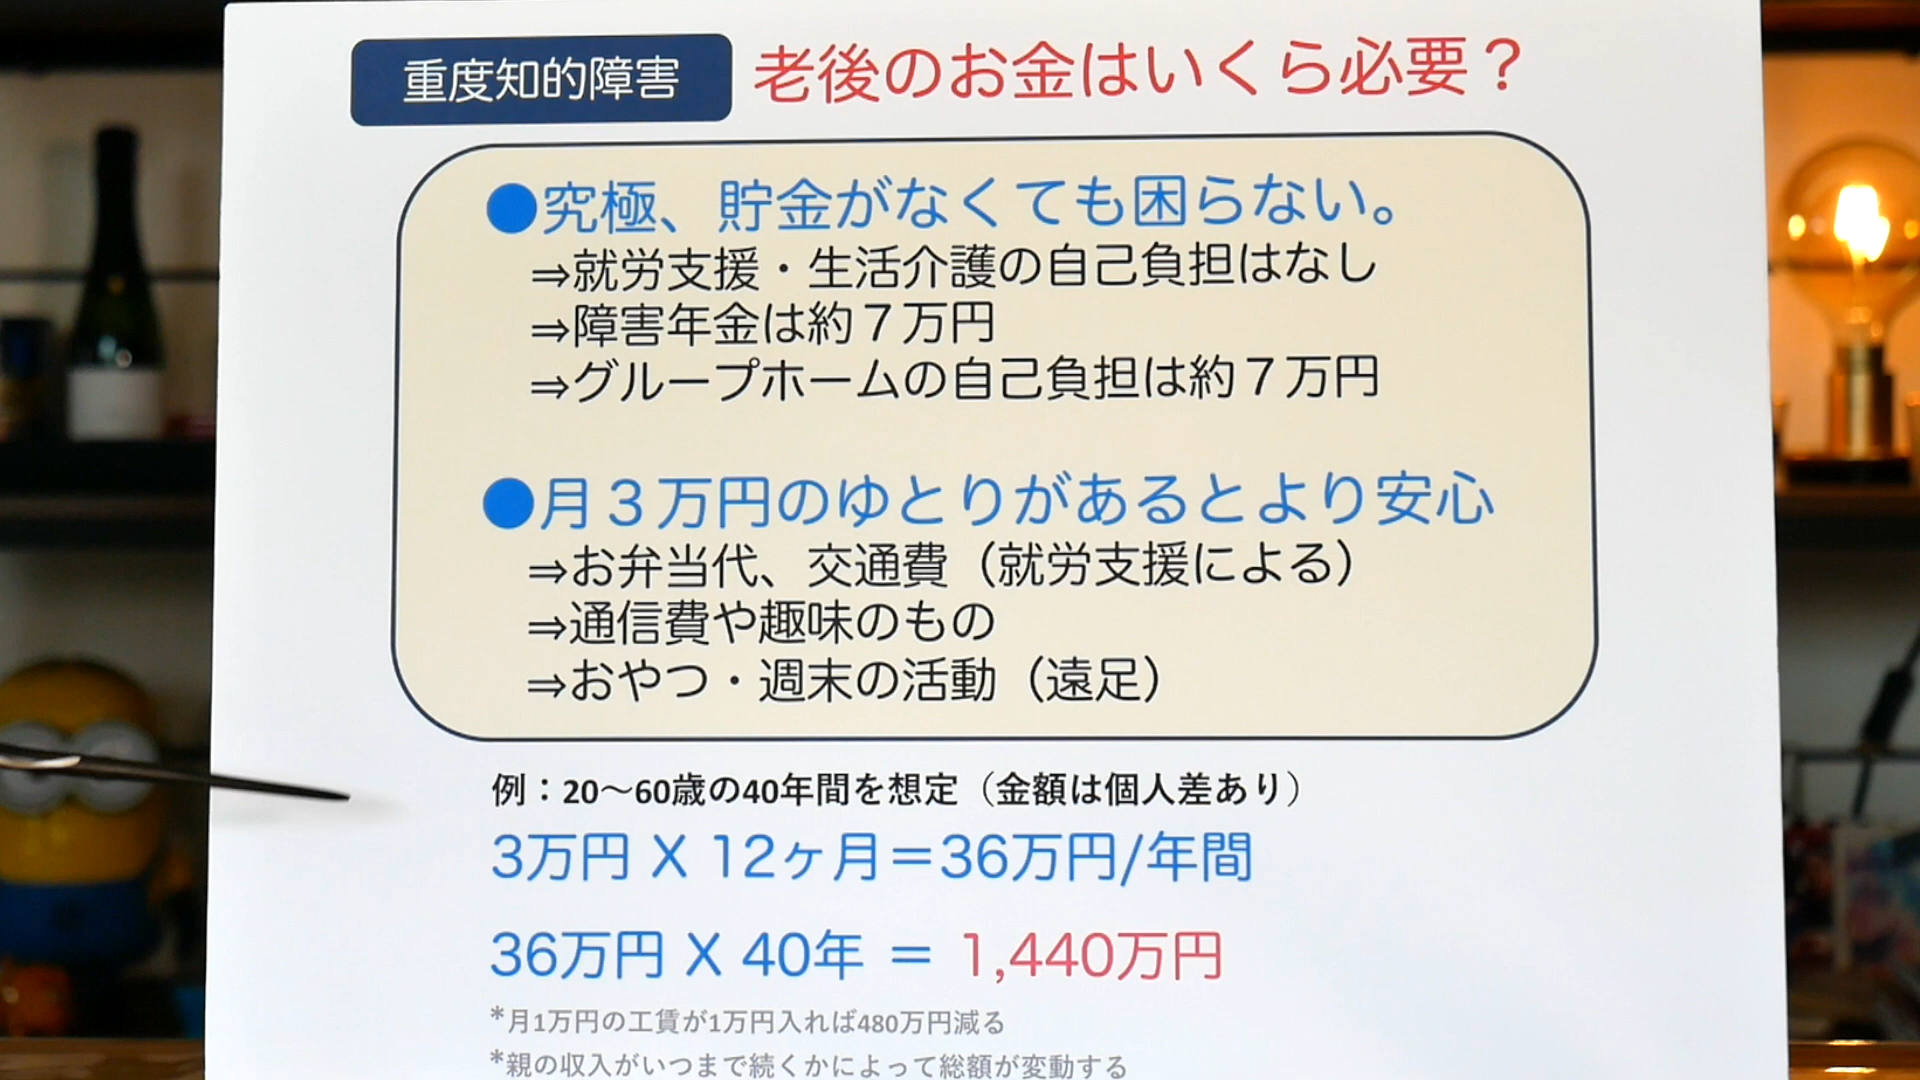 重度知的障害 老後のお金はいくら必要？
●究極、貯金がなくても困らない。
⇒就労支援・生活介護の自己負担はなし
⇒障害年金は約７万円
⇒グループホームの自己負担は約７万円
●月３万円のゆとりがあるとより安心
⇒お弁当代、交通費（就労支援による）
⇒通信費や趣味のもの
⇒おやつ・週末の活動（遠足）
例：20〜60歳の40年間を想定（金額は個人差あり）
3万円 X 12ヶ月＝36万円/年間
36万円 X 40年 ＝ 1,440万円
*月1万円の工賃が1万円入れば480万円減る
*親の収入がいつまで続くかによって総額が変動する